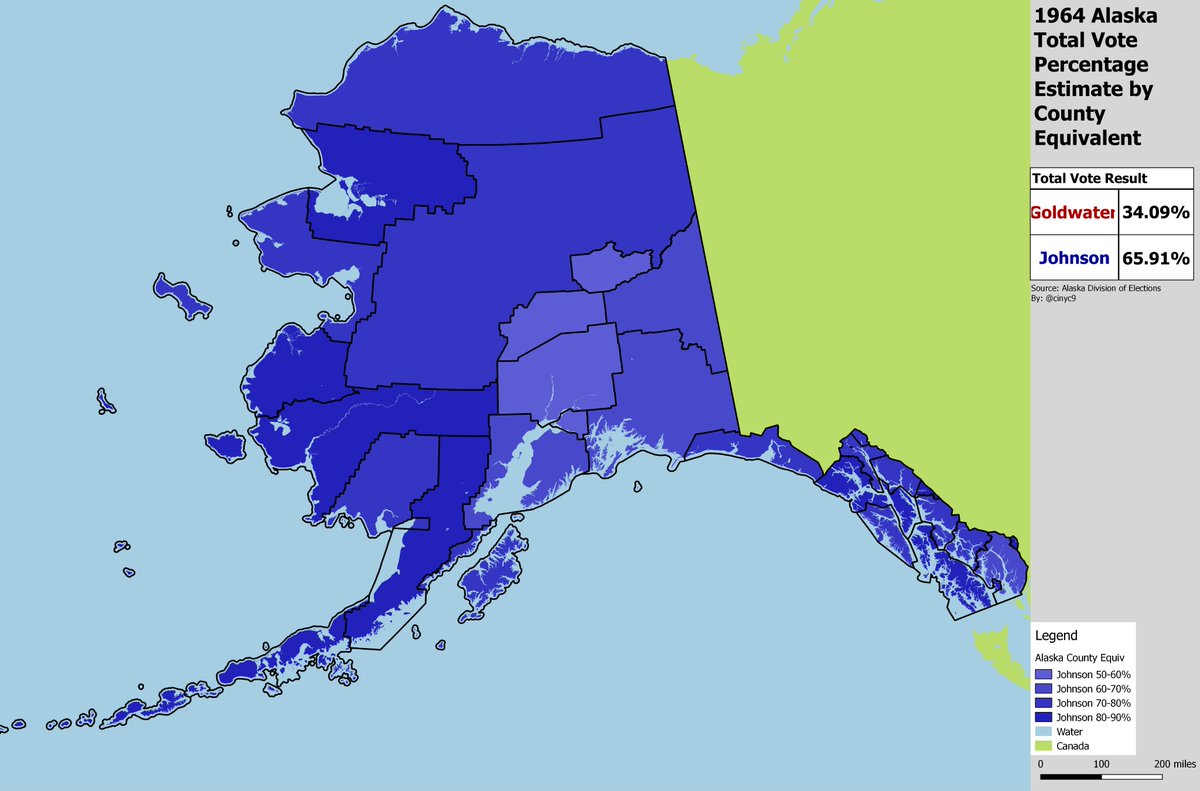 1964 Alaska
Total Vote
Percentage
Estimate by
County
Equivalent
Total Vote Result
Goldwater 34.09%
Johnson 65.91%
Source: Alaska Division of Elections
By: @cinyc9
Legend
Alaska County Equiv
Johnson 50-60%
Johnson 60-70%
Johnson 70-80%
Johnson 80-90%
Water
Canada
0 100 200 miles